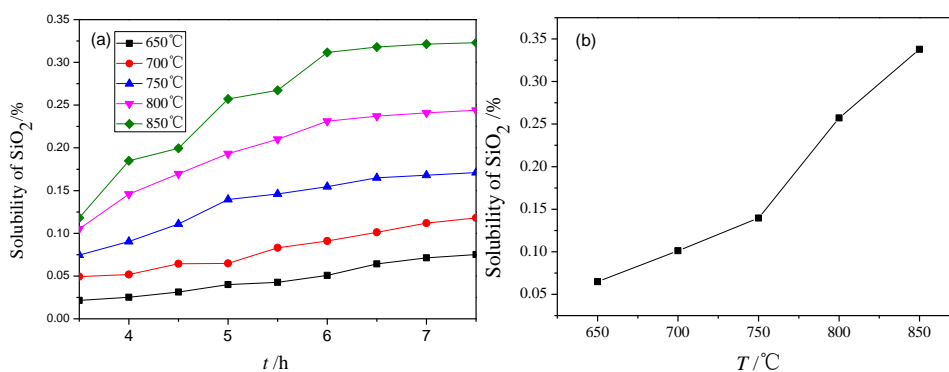 (a)
650℃
700℃
750℃
800℃
850℃
0.35
0.30
0.25
0.20
0.15
0.10
0.05
0.00
Solubility of SiO₂/%
4 5 6 7
t /h
(b)
0.35
0.30
0.25
0.20
0.15
0.10
0.05
Solubility of SiO₂ /%
650 700 750 800 850
T /℃